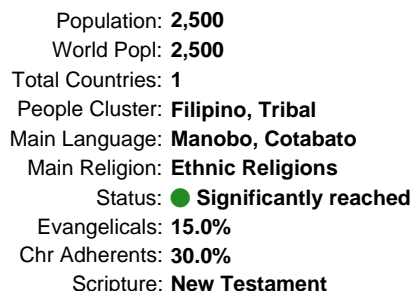 Population: 2,500
World Popl: 2,500
Total Countries: 1
People Cluster: Filipino, Tribal
Main Language: Manobo, Cotabato
Main Religion: Ethnic Religions
Status: Significantly reached
Evangelicals: 15.0%
Chr Adherents: 30.0%
Scripture: New Testament